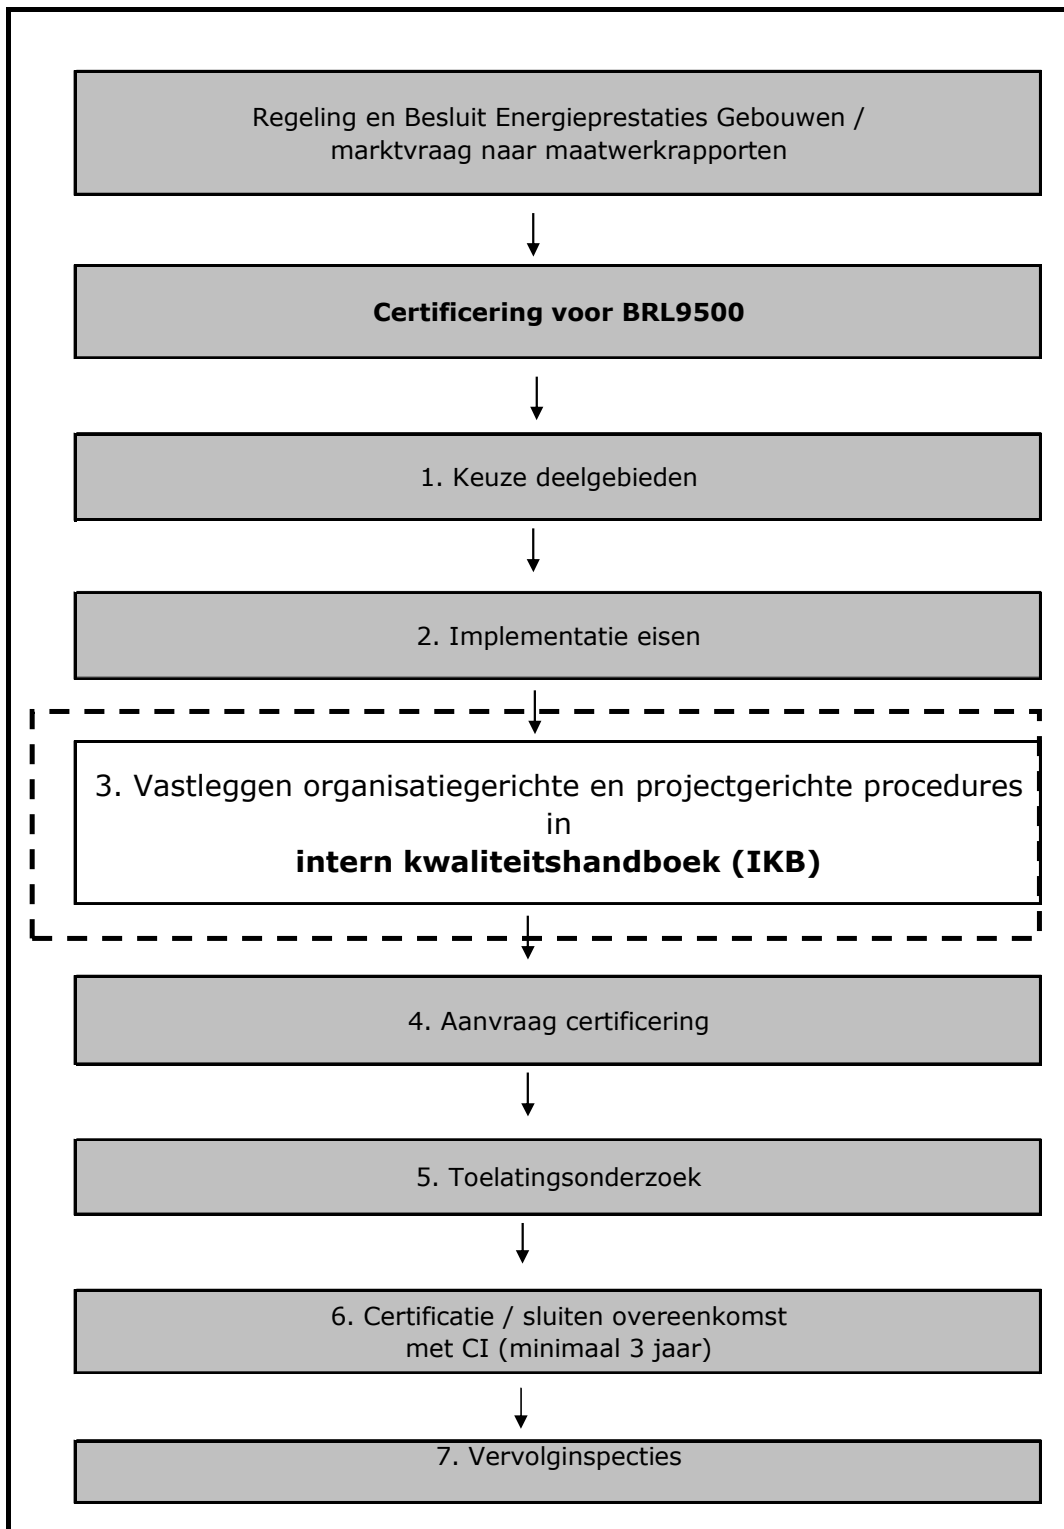 Regeling en Besluit Energieprestaties Gebouwen /
marktvraag naar maatwerkrapporten
Certificering voor BRL9500
1. Keuze deelgebieden
2. Implementatie eisen
3. Vastleggen organisatiegerichte en projectgerichte procedures
in
intern kwaliteitshandboek (IKB)
4. Aanvraag certificering
5. Toelatingsonderzoek
6. Certificatie / sluiten overeenkomst
met CI (minimaal 3 jaar)
7. Vervolginspecties